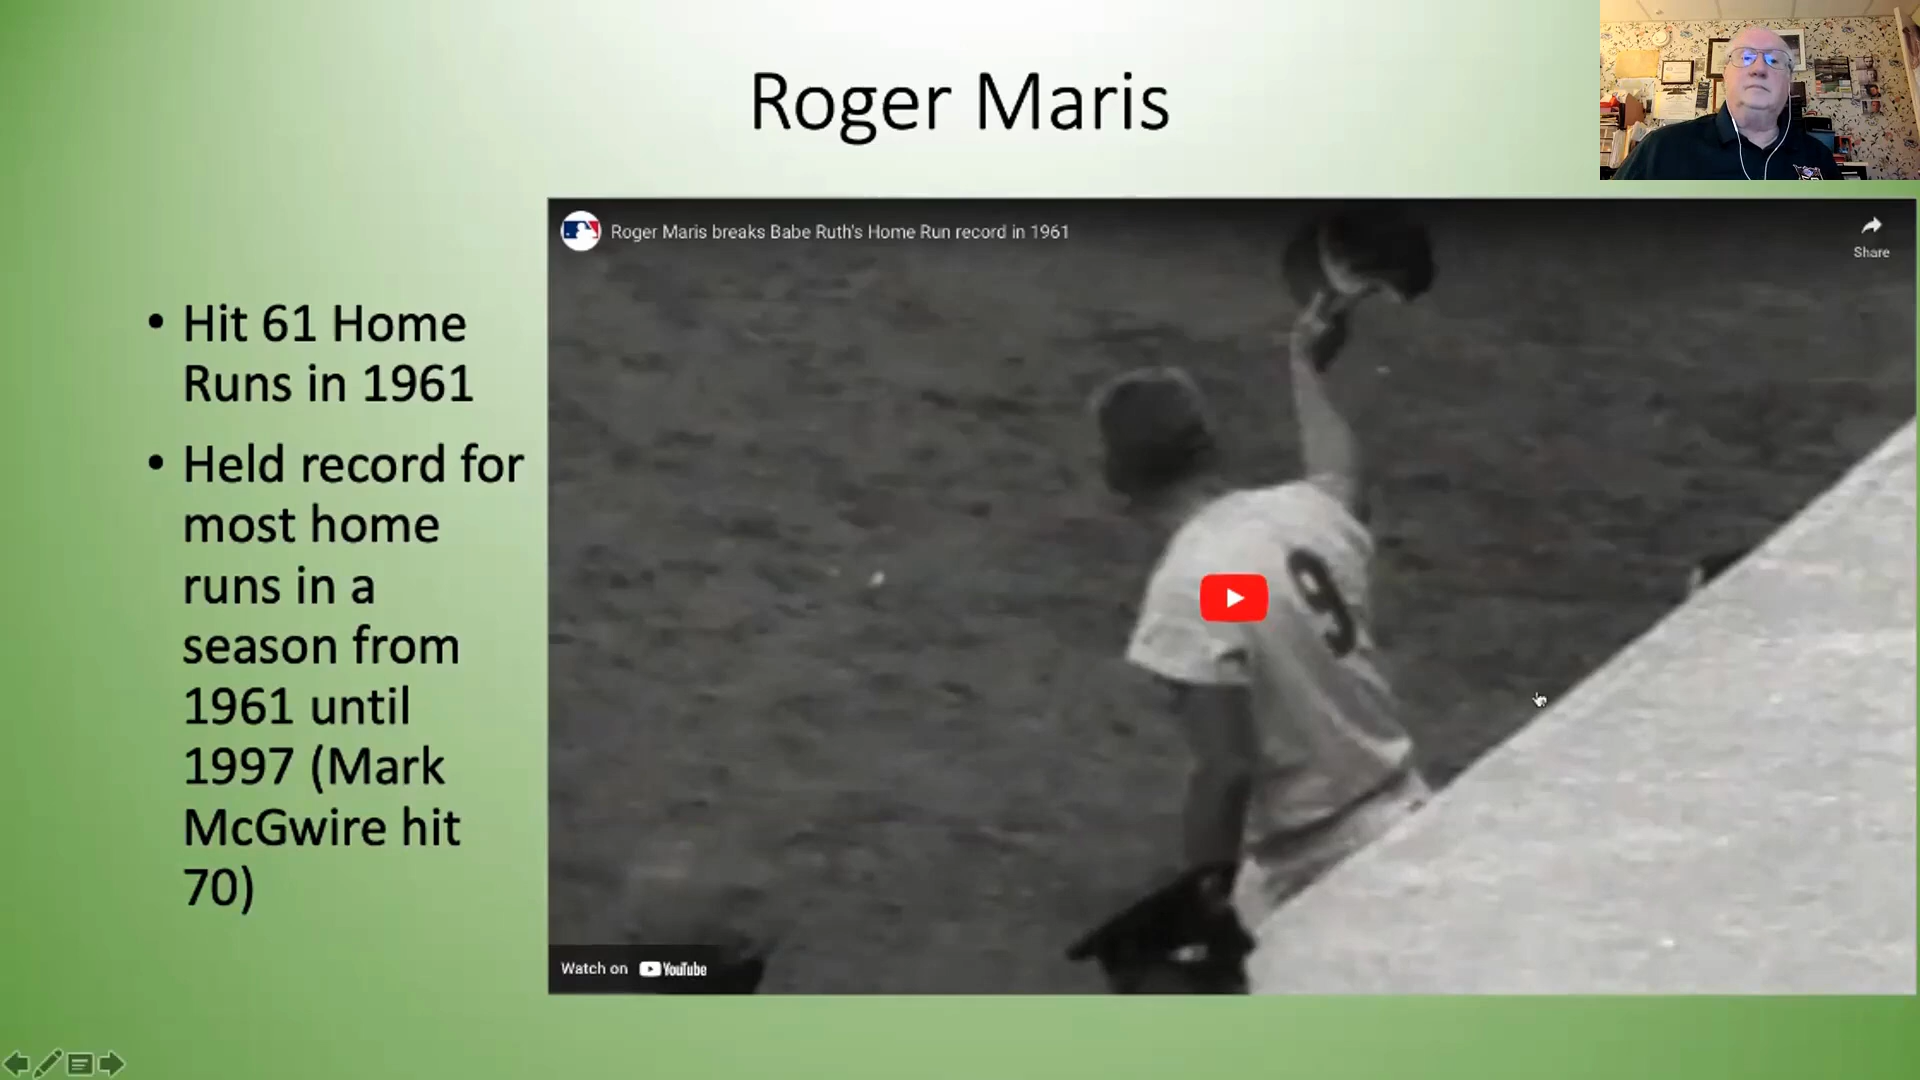 Roger Maris
Roger Maris breaks Babe Ruth's Home Run record in 1961
Share
• Hit 61 Home
Runs in 1961
• Held record for
most home
runs in a
season from
1961 until
1997 (Mark
McGwire hit
70)
9
Watch on YouTube